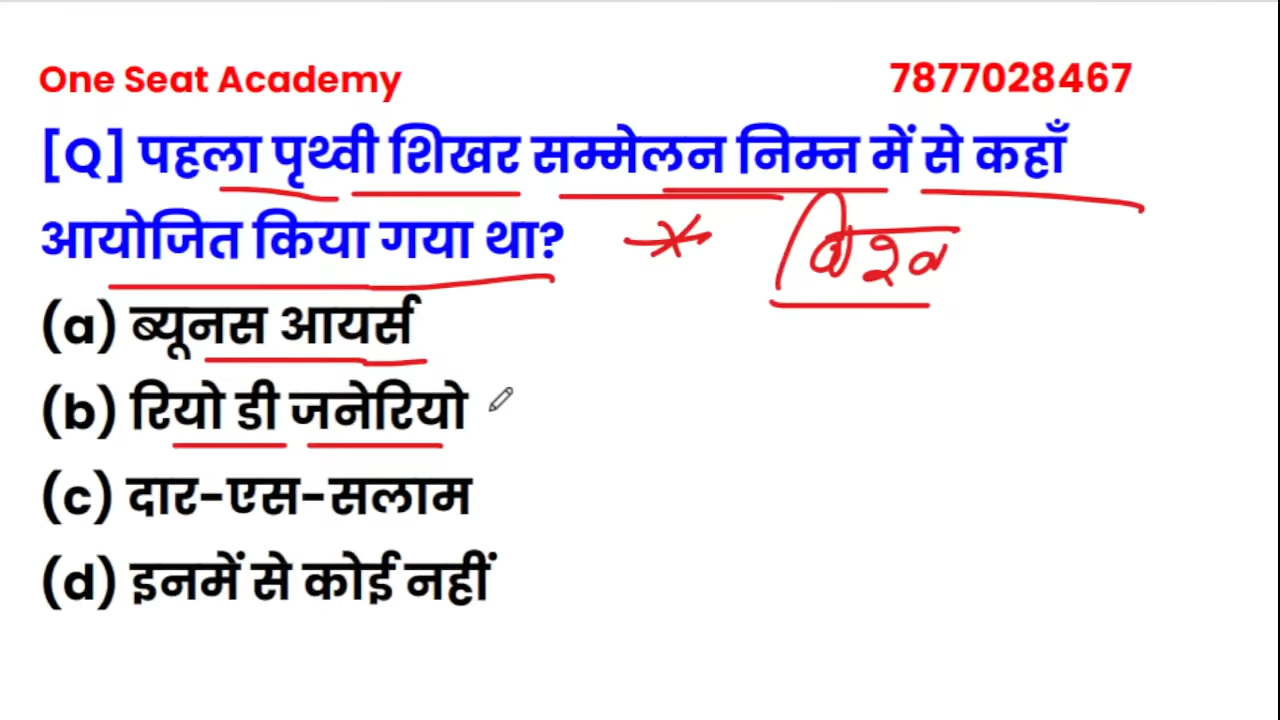 One Seat Academy 7877028467
[Q] पहला पृथ्वी शिखर सम्मेलन निम्न में से कहाँ
आयोजित किया गया था?
विश्व
(a) ब्यूनस आयर्स
(b) रियो डी जनेरियो
(c) दार-एस-सलाम
(d) इनमें से कोई नहीं